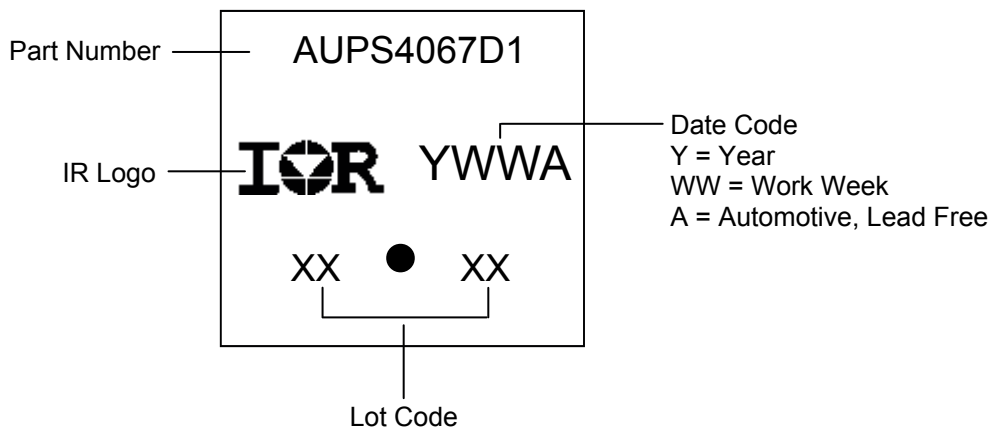 Part Number
AUPS4067D1
IR Logo
IOR
YWWA
Date Code
Y = Year
WW = Work Week
A = Automotive, Lead Free
XX ● XX
Lot Code